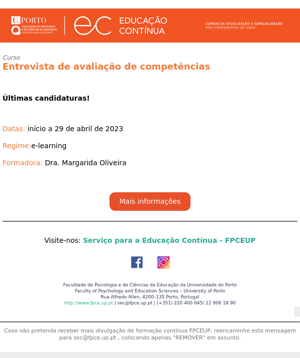 U.PORTO
FACULDADE DE PSICOLOGIA
E DE CIÊNCIAS DA EDUCAÇÃO
UNIVERSIDADE DO PORTO
ec EDUCAÇÃO
CONTÍNUA
CURSOS DE ATUALIZAÇÃO E ESPECIALIZAÇÃO
NÃO CONFERENTES DE GRAU
Curso
Entrevista de avaliação de competências
Últimas candidaturas!
Datas: início a 29 de abril de 2023
Regime:e-learning
Formadora: Dra. Margarida Oliveira
Mais informações
Visite-nos: Serviço para a Educação Contínua - FPCEUP
Faculdade de Psicologia e de Ciências da Educação da Universidade do Porto
Faculty of Psychology and Education Sciences - University of Porto
Rua Alfredo Allen, 4200-135 Porto, Portugal
http://www.fpce.up.pt | sec@fpce.up.pt | (+351) 220 400 645/ 22 606 18 90
Caso não pretenda receber mais divulgação de formação contínua FPCEUP, reencaminhe esta mensagem
para sec@fpce.up.pt , colocando apenas "REMOVER" em assunto.